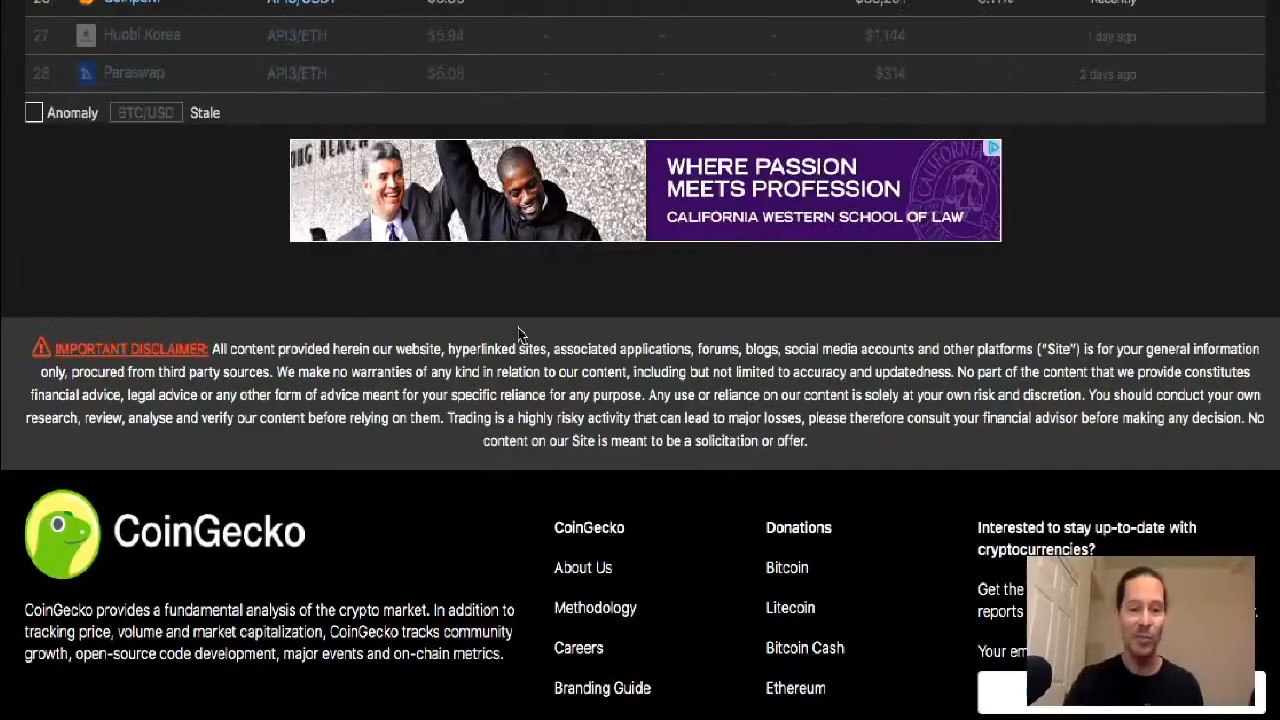 27 Huobi Korea API3/ETH $5.94 - - - $1,144 - 1 day ago
28 Paraswap API3/ETH $6.08 - - - $314 - 2 days ago
Anomaly BTC/USD Stale
WHERE PASSION
MEETS PROFESSION
CALIFORNIA WESTERN SCHOOL OF LAW
IMPORTANT DISCLAIMER: All content provided herein our website, hyperlinked sites, associated applications, forums, blogs, social media accounts and other platforms (“Site”) is for your general information
only, procured from third party sources. We make no warranties of any kind in relation to our content, including but not limited to accuracy and updatedness. No part of the content that we provide constitutes
financial advice, legal advice or any other form of advice meant for your specific reliance for any purpose. Any use or reliance on our content is solely at your own risk and discretion. You should conduct your own
research, review, analyse and verify our content before relying on them. Trading is a highly risky activity that can lead to major losses, please therefore consult your financial advisor before making any decision. No
content on our Site is meant to be a solicitation or offer.
CoinGecko
CoinGecko provides a fundamental analysis of the crypto market. In addition to
tracking price, volume and market capitalization, CoinGecko tracks community
growth, open-source code development, major events and on-chain metrics.
CoinGecko
About Us
Methodology
Careers
Branding Guide
Donations
Bitcoin
Litecoin
Bitcoin Cash
Ethereum
Interested to stay up-to-date with
cryptocurrencies?
Get the
reports
Your